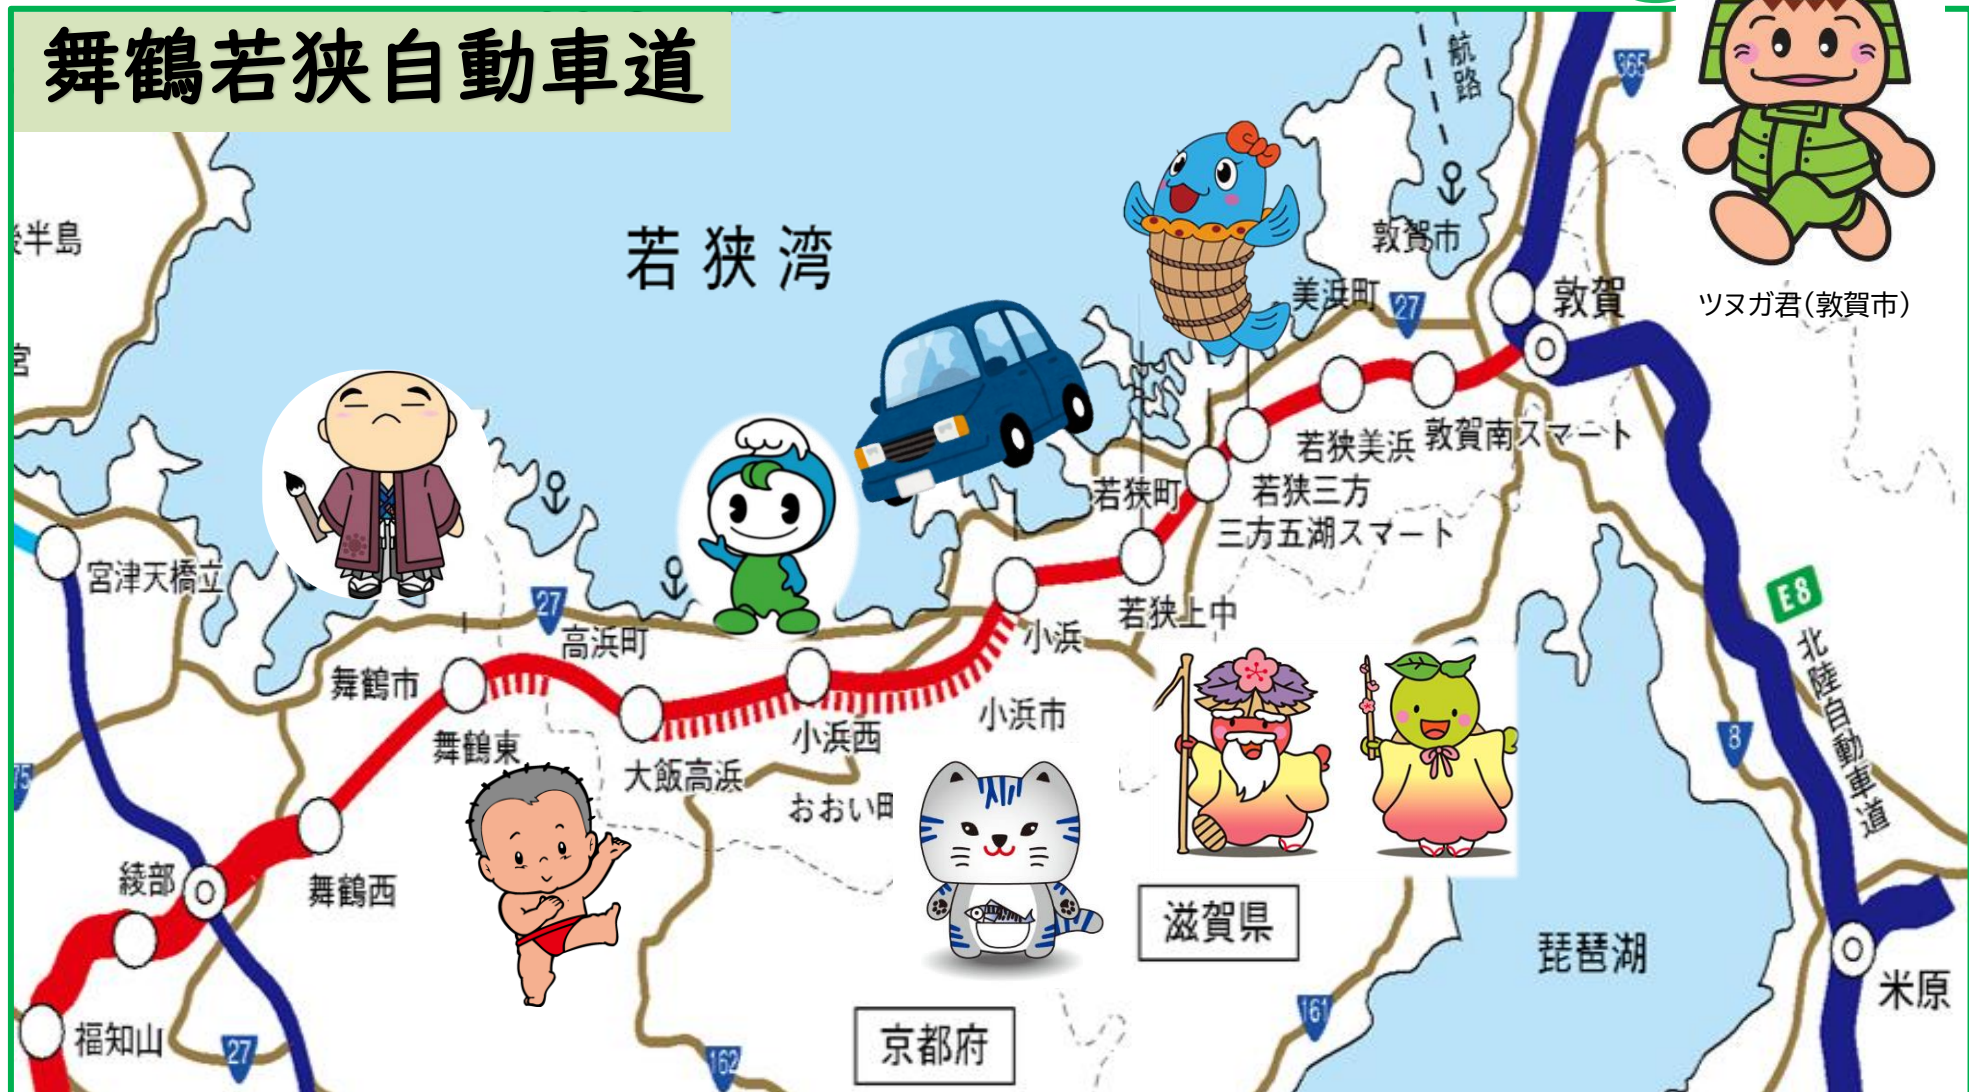 舞鶴若狭自動車道
航路
365
後半島
若狭湾
敦賀市
美浜町
27
敦賀
ツヌガ君(敦賀市)
宮
若狭美浜
敦賀南スマート
若狭町
若狭三方
三方五湖スマート
宮津天橋立
27
高浜町
若狭上中
小浜
E8
北陸自動車道
舞鶴市
舞鶴東
小浜西
小浜市
大飯高浜
おおい町
8
75
綾部
舞鶴西
滋賀県
琵琶湖
米原
福知山
27
162
京都府
161